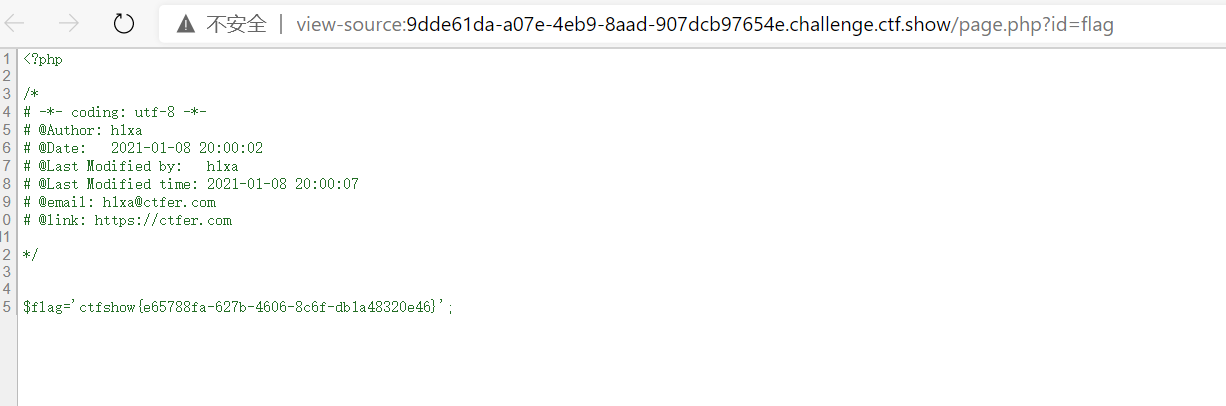 不安全 | view-source:9dde61da-a07e-4eb9-8aad-907dcb97654e.challenge.ctf.show/page.php?id=flag
1 <?php
2
3 /*
4 # -*- coding: utf-8 -*-
5 # @Author: h1xa
6 # @Date:   2021-01-08 20:00:02
7 # @Last Modified by:   h1xa
8 # @Last Modified time: 2021-01-08 20:00:07
9 # @email: h1xa@ctfer.com
0 # @link: https://ctfer.com
11
2 */
3
4
5 $flag='ctfshow{e65788fa-627b-4606-8c6f-db1a48320e46}';